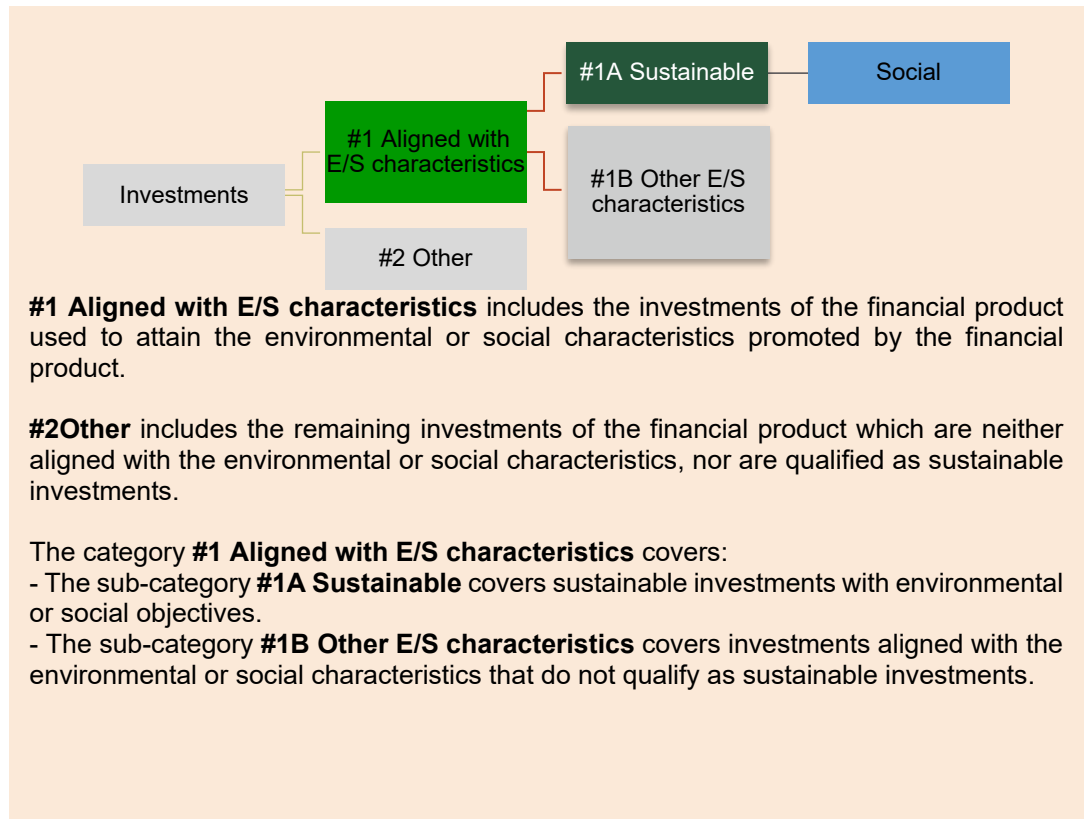 #1A Sustainable
Social
#1 Aligned with
E/S characteristics
#1B Other E/S
characteristics
Investments
#2 Other
#1 Aligned with E/S characteristics includes the investments of the financial product
used to attain the environmental or social characteristics promoted by the financial
product.
#2Other includes the remaining investments of the financial product which are neither
aligned with the environmental or social characteristics, nor are qualified as sustainable
investments.
The category #1 Aligned with E/S characteristics covers:
- The sub-category #1A Sustainable covers sustainable investments with environmental
or social objectives.
- The sub-category #1B Other E/S characteristics covers investments aligned with the
environmental or social characteristics that do not qualify as sustainable investments.